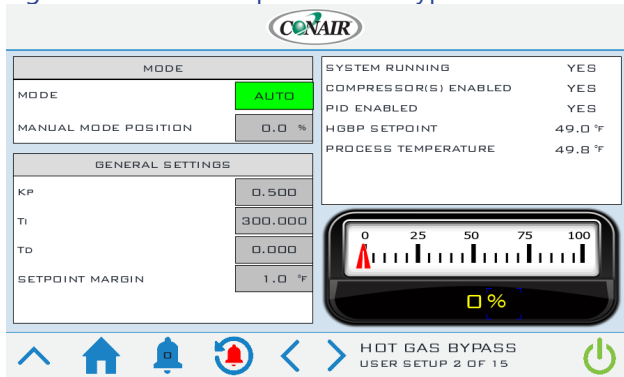 CONAIR
MODE
MODE AUTO
MANUAL MODE POSITION 0.0 %
GENERAL SETTINGS
KP 0.500
TI 300.000
TD 0.000
SETPOINT MARGIN 1.0 °F
SYSTEM RUNNING YES
COMPRESSOR(S) ENABLED YES
PID ENABLED YES
HGBP SETPOINT 49.0 °F
PROCESS TEMPERATURE 49.8 °F
0 25 50 75 100
0%
0
HOT GAS BYPASS
USER SETUP 2 OF 15